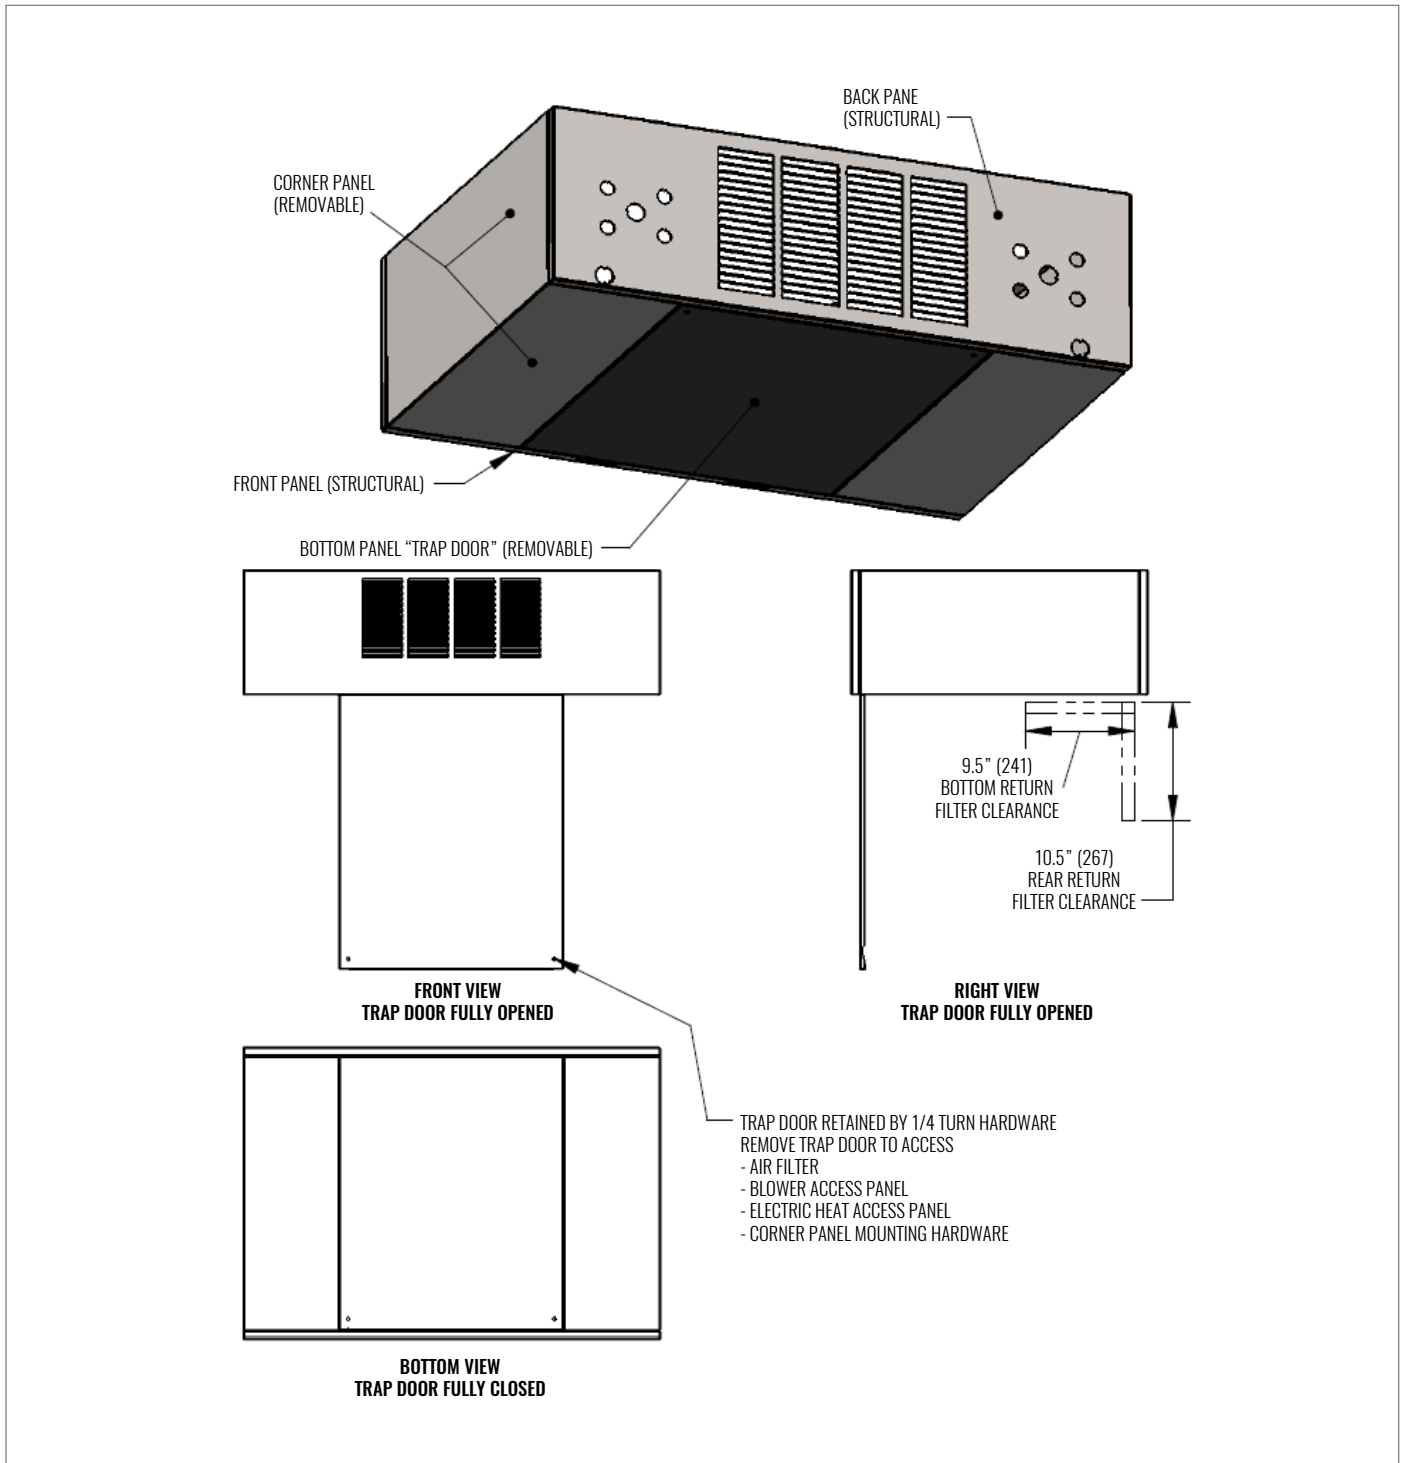 BACK PANE
(STRUCTURAL)
CORNER PANEL
(REMOVABLE)
FRONT PANEL (STRUCTURAL)
BOTTOM PANEL “TRAP DOOR” (REMOVABLE)
9.5” (241)
BOTTOM RETURN
FILTER CLEARANCE
10.5” (267)
REAR RETURN
FILTER CLEARANCE
FRONT VIEW
TRAP DOOR FULLY OPENED
RIGHT VIEW
TRAP DOOR FULLY OPENED
TRAP DOOR RETAINED BY 1/4 TURN HARDWARE
REMOVE TRAP DOOR TO ACCESS
- AIR FILTER
- BLOWER ACCESS PANEL
- ELECTRIC HEAT ACCESS PANEL
- CORNER PANEL MOUNTING HARDWARE
BOTTOM VIEW
TRAP DOOR FULLY CLOSED